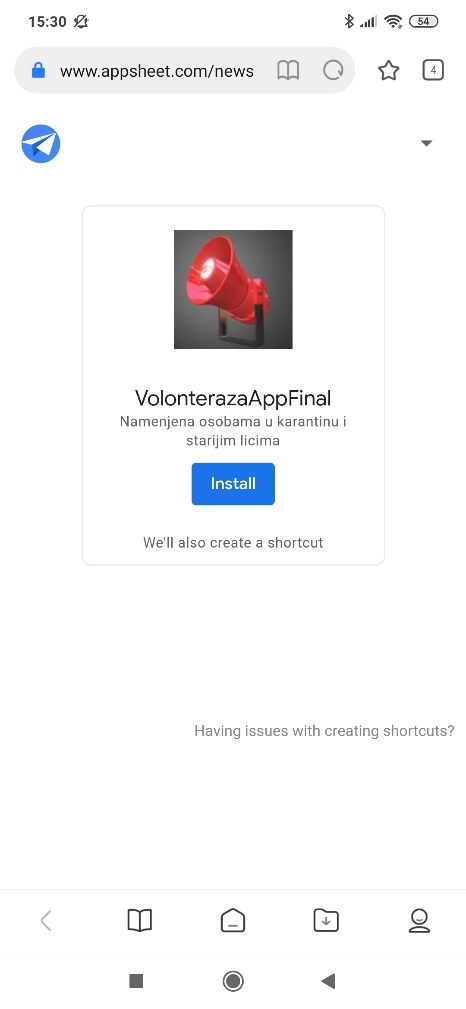 15:30
54
www.appsheet.com/news
4
VolonterazaAppFinal
Namenjena osobama u karantinu i
starijim licima
Install
We'll also create a shortcut
Having issues with creating shortcuts?